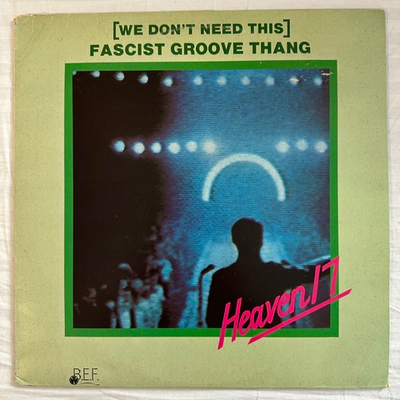 [WE DON'T NEED THIS]
FASCIST GROOVE THANG
Heaven 17
B.E.F.